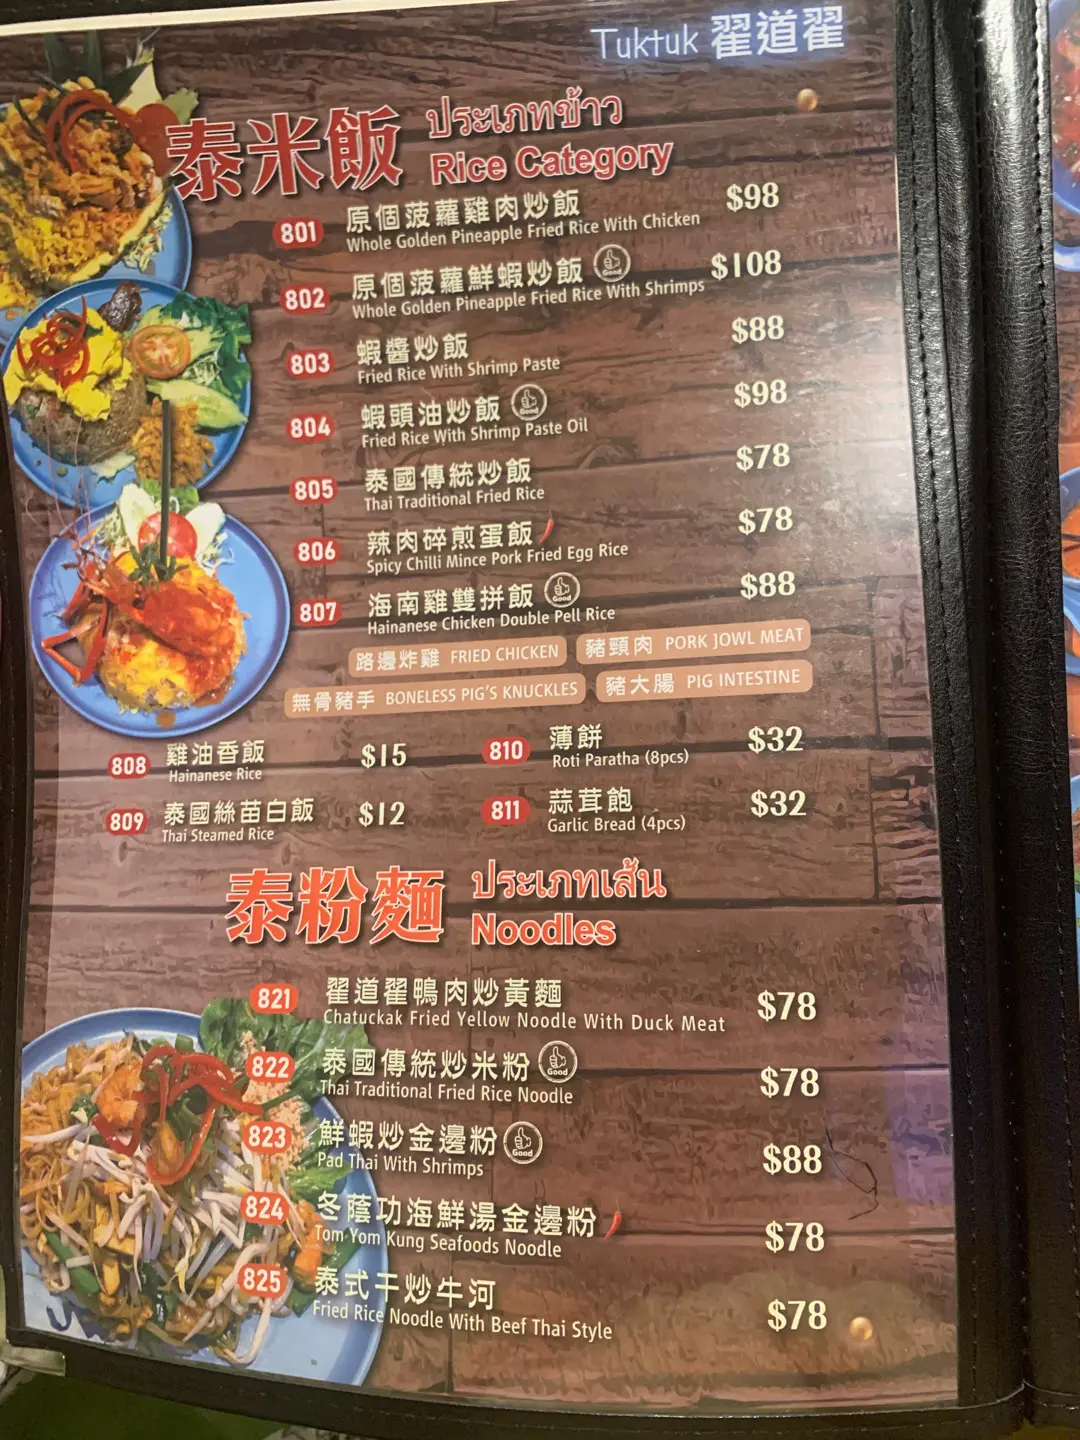 Tuktuk 翟道翟
泰米飯 ประเภทข้าว
Rice Category
801 原個菠蘿雞肉炒飯 $98
Whole Golden Pineapple Fried Rice With Chicken
802 原個菠蘿鮮蝦炒飯 Good $108
Whole Golden Pineapple Fried Rice With Shrimps
803 蝦醬炒飯 $88
Fried Rice With Shrimp Paste
804 蝦頭油炒飯 Good $98
Fried Rice With Shrimp Paste Oil
805 泰國傳統炒飯 $78
Thai Traditional Fried Rice
806 辣肉碎煎蛋飯 $78
Spicy Chilli Mince Pork Fried Egg Rice
807 海南雞雙拼飯 Good $88
Hainanese Chicken Double Pell Rice
路邊炸雞 FRIED CHICKEN 豬頸肉 PORK JOWL MEAT
無骨豬手 BONELESS PIG'S KNUCKLES 豬大腸 PIG INTESTINE
808 雞油香飯 $15
Hainanese Rice
810 薄餅 $32
Roti Paratha (8pcs)
809 泰國絲苗白飯 $12
Thai Steamed Rice
811 蒜茸飽 $32
Garlic Bread (4pcs)
泰粉麵 ประเภทเส้น
Noodles
821 翟道翟鴨肉炒黃麵 $78
Chatuckak Fried Yellow Noodle With Duck Meat
822 泰國傳統炒米粉 Good $78
Thai Traditional Fried Rice Noodle
823 鮮蝦炒金邊粉 Good $88
Pad Thai With Shrimps
824 冬蔭功海鮮湯金邊粉 $78
Tom Yom Kung Seafoods Noodle
825 泰式干炒牛河 $78
Fried Rice Noodle With Beef Thai Style